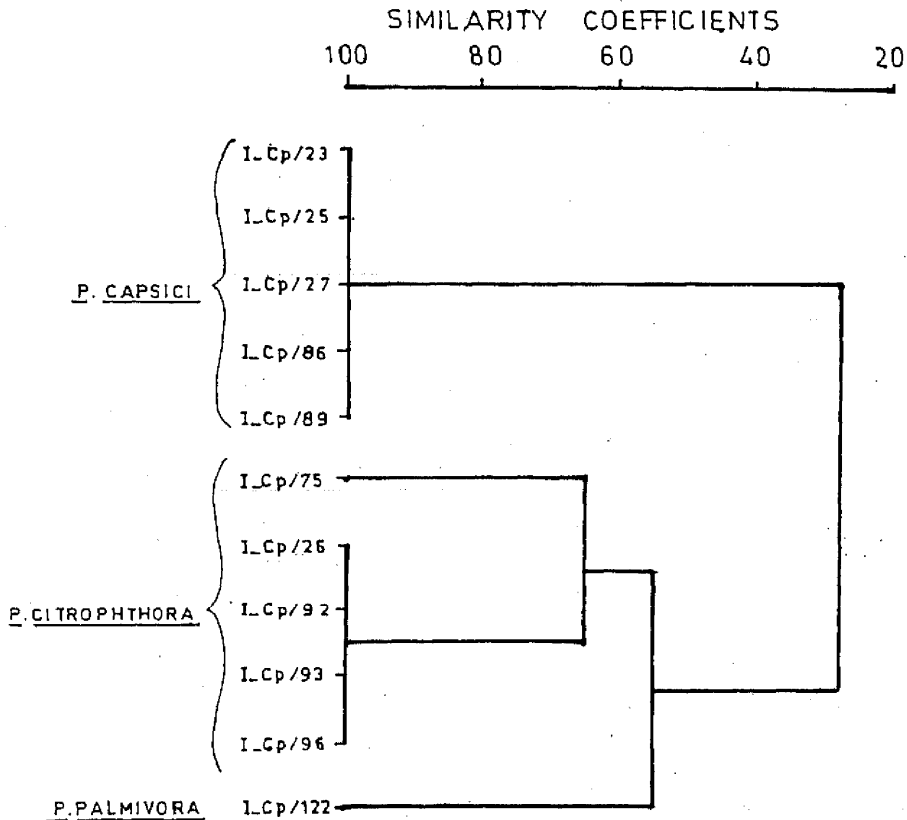 SIMILARITY COEFFICIENTS
100 80 60 40 20
I_Cp/23
I_Cp/25
P. CAPSICI I_Cp/27
I_Cp/86
I_Cp/89
I_Cp/75
I_Cp/26
P.CITROPHTHORA I_Cp/92
I_Cp/93
I_Cp/96
P.PALMIVORA I_Cp/122